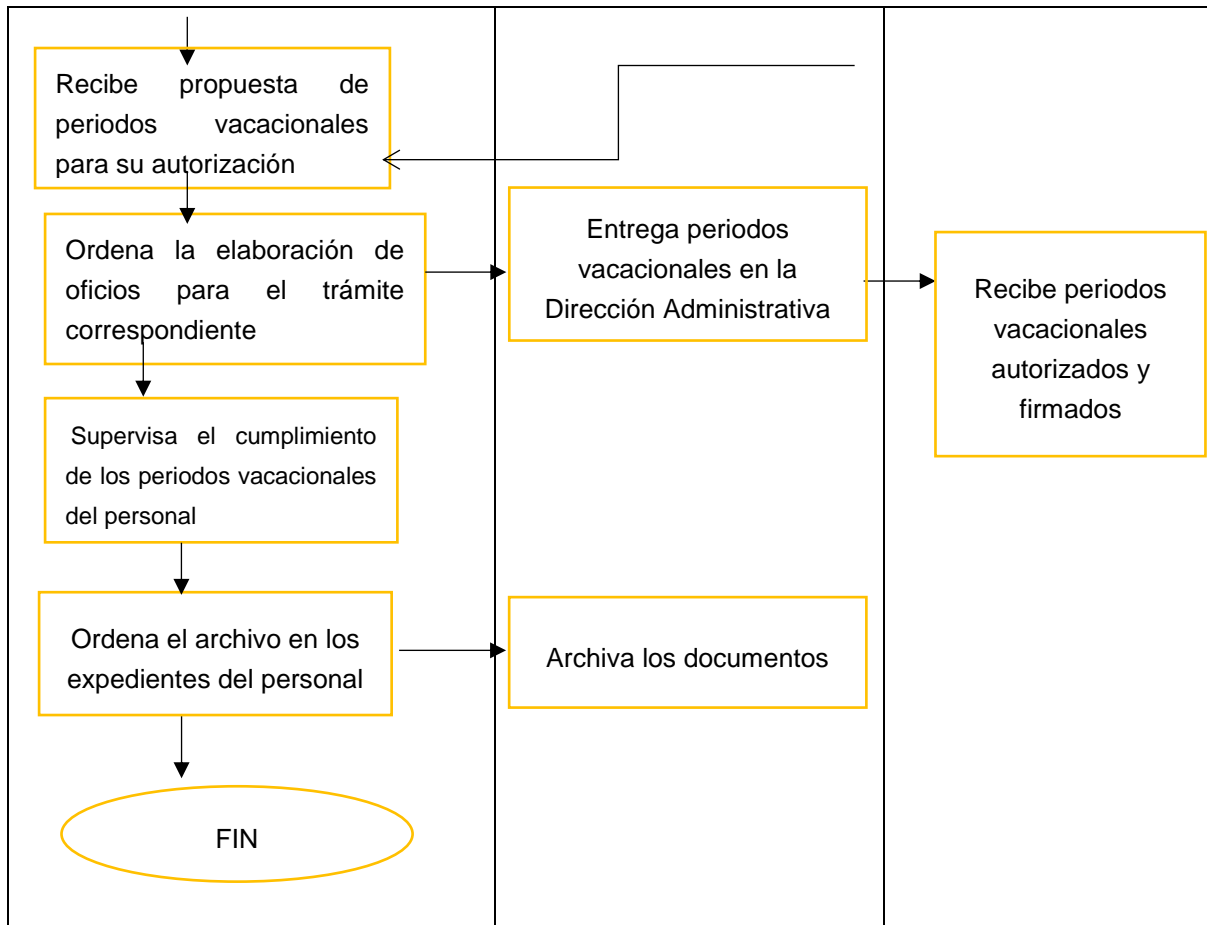 Recibe propuesta de
periodos vacacionales
para su autorización
Ordena la elaboración de
oficios para el trámite
correspondiente
Supervisa el cumplimiento
de los periodos vacacionales
del personal
Ordena el archivo en los
expedientes del personal
FIN
Entrega periodos
vacacionales en la
Dirección Administrativa
Archiva los documentos
Recibe periodos
vacacionales
autorizados y
firmados